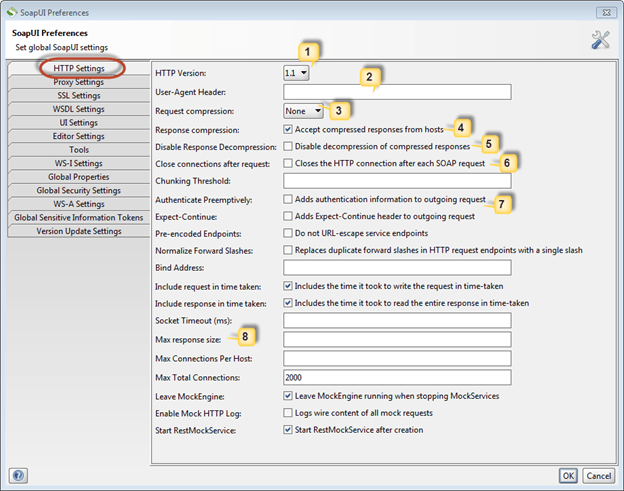 SoapUI Preferences
SoapUI Preferences
Set global SoapUI settings
HTTP Settings
Proxy Settings
SSL Settings
WSDL Settings
UI Settings
Editor Settings
Tools
WS-I Settings
Global Properties
Global Security Settings
WS-A Settings
Global Sensitive Information Tokens
Version Update Settings
1
HTTP Version: 1.1
2
User-Agent Header:
Request compression: None 3
Response compression: Accept compressed responses from hosts 4
Disable Response Decompression: Disable decompression of compressed responses 5
Close connections after request: Closes the HTTP connection after each SOAP request 6
Chunking Threshold:
Authenticate Preemptively: Adds authentication information to outgoing request 7
Expect-Continue: Adds Expect-Continue header to outgoing request
Pre-encoded Endpoints: Do not URL-escape service endpoints
Normalize Forward Slashes: Replaces duplicate forward slashes in HTTP request endpoints with a single slash
Bind Address:
Include request in time taken: Includes the time it took to write the request in time-taken
Include response in time taken: Includes the time it took to read the entire response in time-taken
Socket Timeout (ms):
Max response size: 8
Max Connections Per Host:
Max Total Connections: 2000
Leave MockEngine: Leave MockEngine running when stopping MockServices
Enable Mock HTTP Log: Logs wire content of all mock requests
Start RestMockService: Start RestMockService after creation
?
OK Cancel